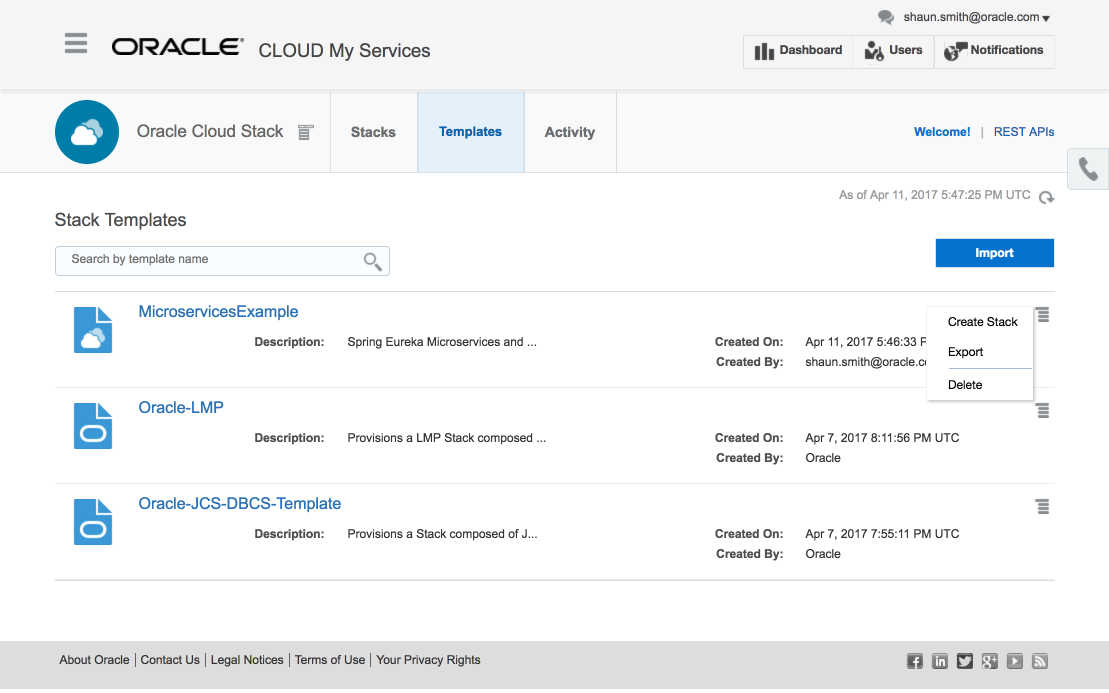 shaun.smith@oracle.com
ORACLE® CLOUD My Services
Dashboard Users Notifications
Oracle Cloud Stack Stacks Templates Activity Welcome! | REST APIs
As of Apr 11, 2017 5:47:25 PM UTC
Stack Templates
Search by template name Import
MicroservicesExample
Create Stack
Description: Spring Eureka Microservices and ... Created On: Apr 11, 2017 5:46:33 P
Export
Created By: shaun.smith@oracle.co
Delete
Oracle-LMP
Description: Provisions a LMP Stack composed ... Created On: Apr 7, 2017 8:11:56 PM UTC
Created By: Oracle
Oracle-JCS-DBCS-Template
Description: Provisions a Stack composed of J... Created On: Apr 7, 2017 7:55:11 PM UTC
Created By: Oracle
About Oracle | Contact Us | Legal Notices | Terms of Use | Your Privacy Rights